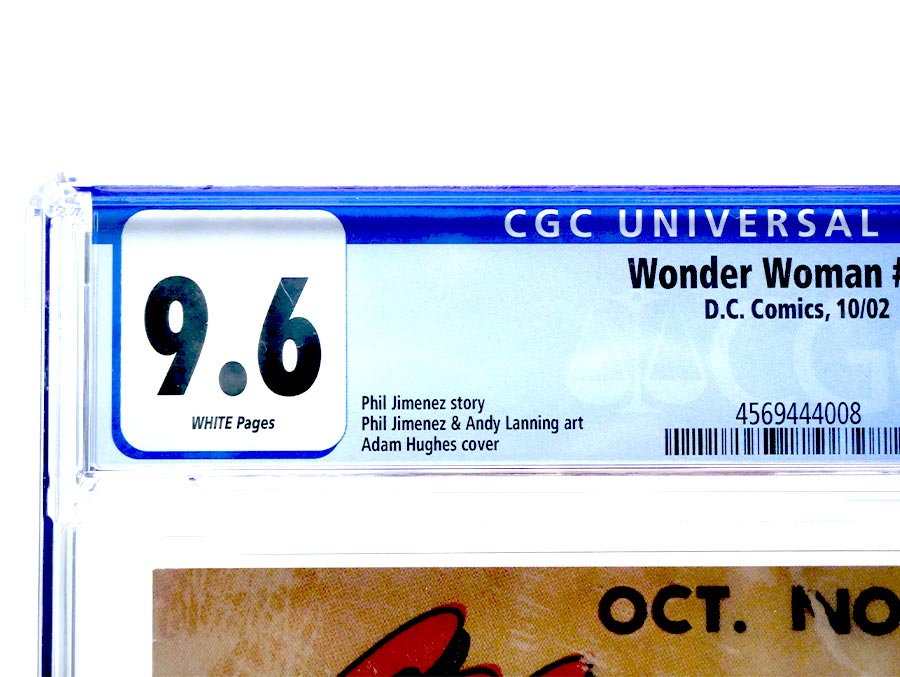 CGC UNIVERSAL
9.6
WHITE Pages
Wonder Woman #
D.C. Comics, 10/02
Phil Jimenez story
Phil Jimenez & Andy Lanning art
Adam Hughes cover
CGC
4569444008
OCT. NO